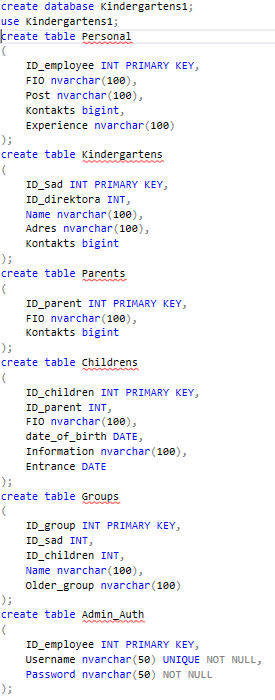 create database Kindergartens1;
use Kindergartens1;
create table Personal
(
ID_employee INT PRIMARY KEY,
FIO nvarchar(100),
Post nvarchar(100),
Kontakts bigint,
Experience nvarchar(100)
);
create table Kindergartens
(
ID_Sad INT PRIMARY KEY,
ID_direktora INT,
Name nvarchar(100),
Adres nvarchar(100),
Kontakts bigint
);
create table Parents
(
ID_parent INT PRIMARY KEY,
FIO nvarchar(100),
Kontakts bigint
);
create table Childrens
(
ID_children INT PRIMARY KEY,
ID_parent INT,
FIO nvarchar(100),
date_of_birth DATE,
Information nvarchar(100),
Entrance DATE
);
create table Groups
(
ID_group INT PRIMARY KEY,
ID_sad INT,
ID_children INT,
Name nvarchar(100),
Older_group nvarchar(100)
);
create table Admin_Auth
(
ID_employee INT PRIMARY KEY,
Username nvarchar(50) UNIQUE NOT NULL,
Password nvarchar(50) NOT NULL
);